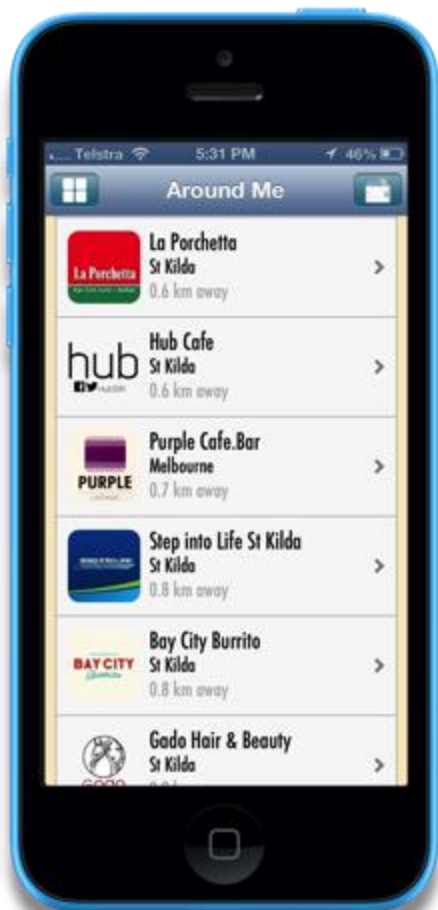 Telstra 5:31 PM 46%
Around Me
La Porchetta
La Porchetta
St Kilda
0.6 km away
hub
Hub Cafe
St Kilda
0.6 km away
PURPLE
Purple Cafe.Bar
Melbourne
0.7 km away
Step into Life St Kilda
St Kilda
0.8 km away
BAY CITY
Burrito
Bay City Burrito
St Kilda
0.8 km away
GADO
Gado Hair & Beauty
St Kilda